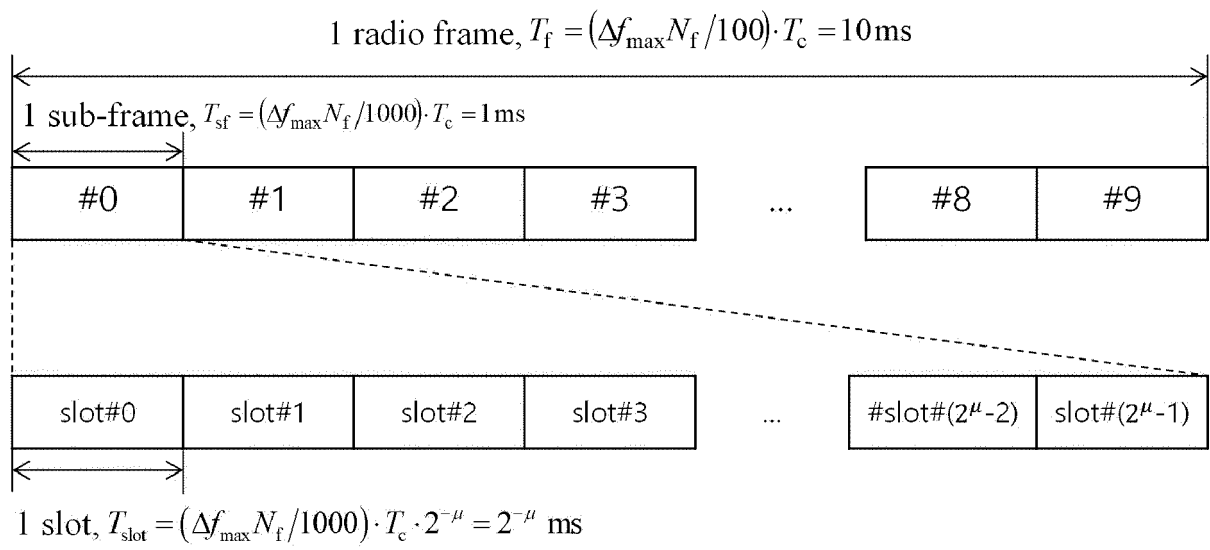 1 radio frame, T_f = (Δf_max N_f / 100) · T_c = 10 ms
1 sub-frame, T_sf = (Δf_max N_f / 1000) · T_c = 1 ms
#0 #1 #2 #3 ... #8 #9
slot#0 slot#1 slot#2 slot#3 ... #slot#(2^μ-2) slot#(2^μ-1)
1 slot, T_slot = (Δf_max N_f / 1000) · T_c · 2^-μ = 2^-μ ms